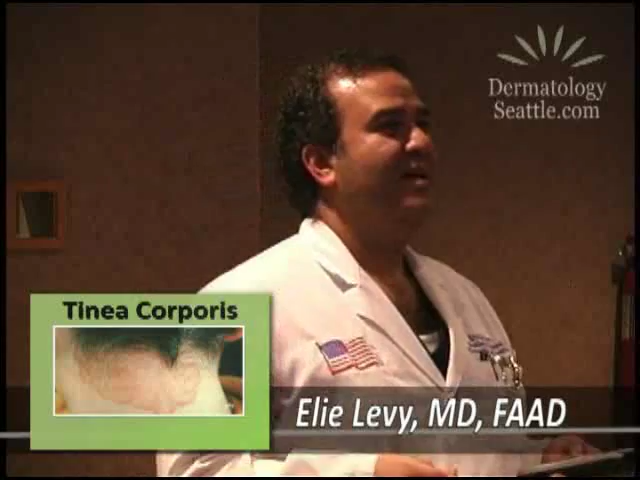 Dermatology
Seattle.com
Tinea Corporis
Elie Levy, MD, FAAD